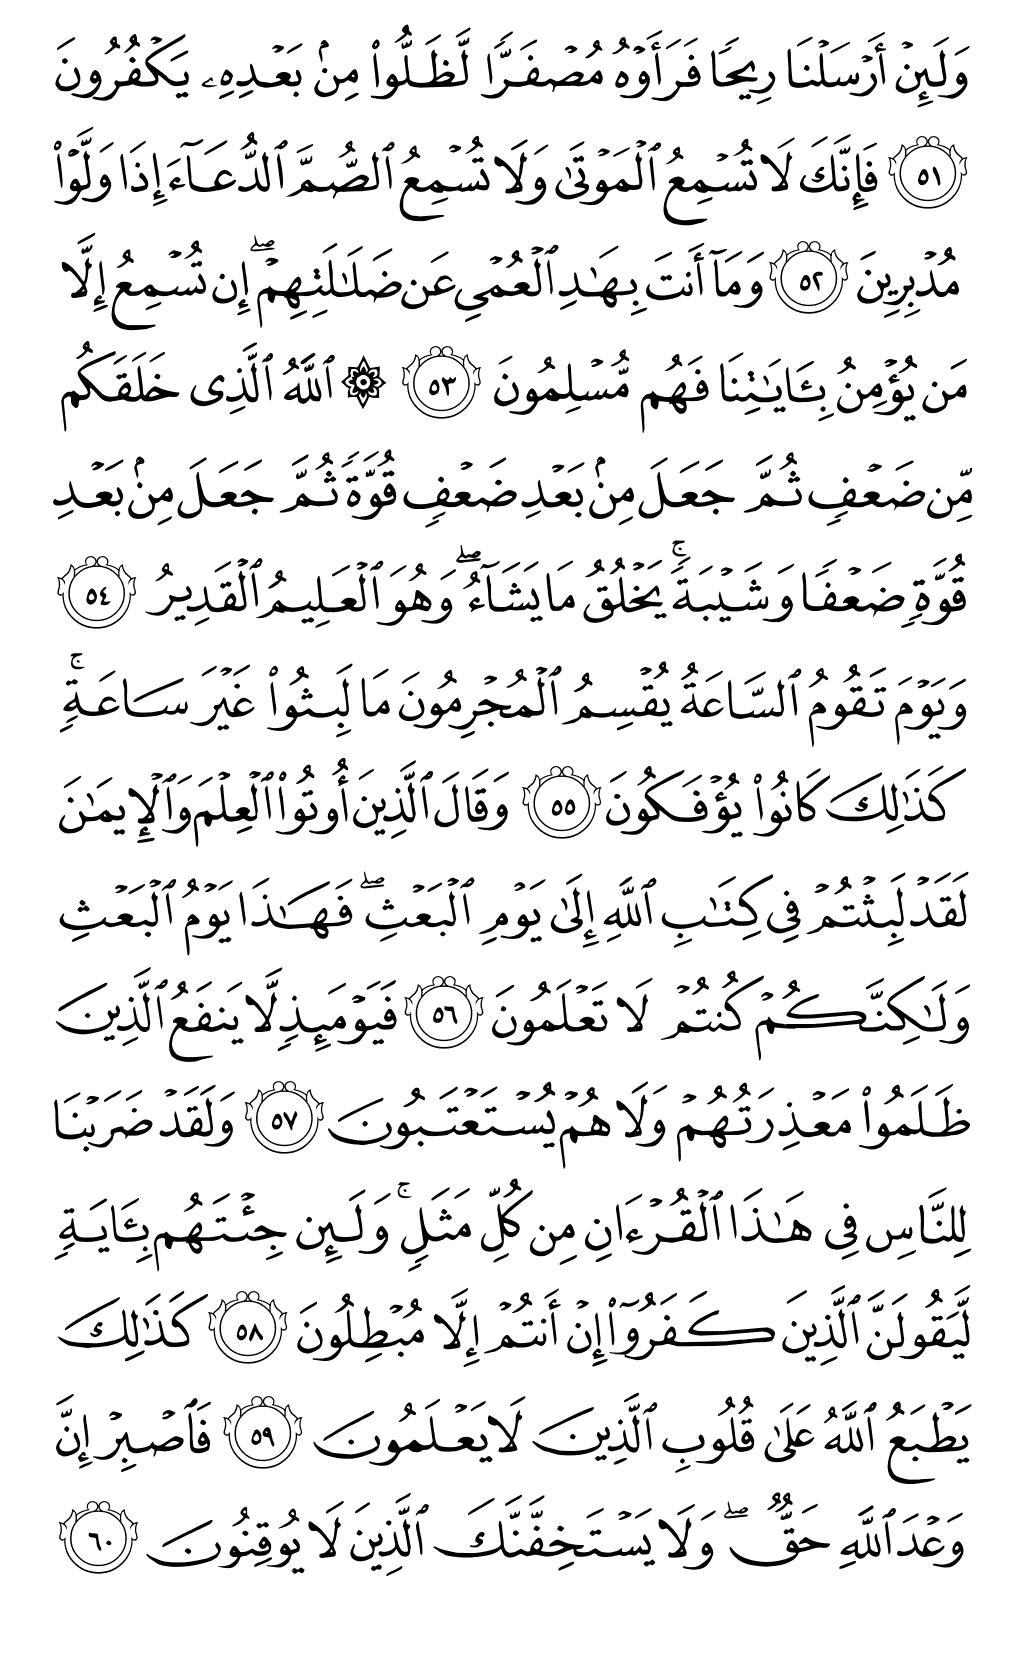 وَلَئِنْ أَرْسَلْنَا رِيحًا فَرَأَوْهُ مُصْفَرًّا لَّظَلُّوا۟ مِنۢ بَعْدِهِۦ يَكْفُرُونَ
٥١ فَإِنَّكَ لَا تُسْمِعُ ٱلْمَوْتَىٰ وَلَا تُسْمِعُ ٱلصُّمَّ ٱلدُّعَآءَ إِذَا وَلَّوْا۟
مُدْبِرِينَ ٥٢ وَمَآ أَنتَ بِهَـٰدِ ٱلْعُمْىِ عَن ضَلَـٰلَتِهِمْ ۖ إِن تُسْمِعُ إِلَّا
مَن يُؤْمِنُ بِـَٔايَـٰتِنَا فَهُم مُّسْلِمُونَ ٥٣ ۞ ٱللَّهُ ٱلَّذِى خَلَقَكُم
مِّن ضَعْفٍ ثُمَّ جَعَلَ مِنۢ بَعْدِ ضَعْفٍ قُوَّةً ثُمَّ جَعَلَ مِنۢ بَعْدِ
قُوَّةٍ ضَعْفًا وَشَيْبَةً ۚ يَخْلُقُ مَا يَشَآءُ ۖ وَهُوَ ٱلْعَلِيمُ ٱلْقَدِيرُ ٥٤
وَيَوْمَ تَقُومُ ٱلسَّاعَةُ يُقْسِمُ ٱلْمُجْرِمُونَ مَا لَبِثُوا۟ غَيْرَ سَاعَةٍ ۚ
كَذَٰلِكَ كَانُوا۟ يُؤْفَكُونَ ٥٥ وَقَالَ ٱلَّذِينَ أُوتُوا۟ ٱلْعِلْمَ وَٱلْإِيمَـٰنَ
لَقَدْ لَبِثْتُمْ فِى كِتَـٰبِ ٱللَّهِ إِلَىٰ يَوْمِ ٱلْبَعْثِ ۖ فَهَـٰذَا يَوْمُ ٱلْبَعْثِ
وَلَـٰكِنَّكُمْ كُنتُمْ لَا تَعْلَمُونَ ٥٦ فَيَوْمَئِذٍ لَّا يَنفَعُ ٱلَّذِينَ
ظَلَمُوا۟ مَعْذِرَتُهُمْ وَلَا هُمْ يُسْتَعْتَبُونَ ٥٧ وَلَقَدْ ضَرَبْنَا
لِلنَّاسِ فِى هَـٰذَا ٱلْقُرْءَانِ مِن كُلِّ مَثَلٍ ۚ وَلَئِن جِئْتَهُم بِـَٔايَةٍ
لَّيَقُولَنَّ ٱلَّذِينَ كَفَرُوٓا۟ إِنْ أَنتُمْ إِلَّا مُبْطِلُونَ ٥٨ كَذَٰلِكَ
يَطْبَعُ ٱللَّهُ عَلَىٰ قُلُوبِ ٱلَّذِينَ لَا يَعْلَمُونَ ٥٩ فَٱصْبِرْ إِنَّ
وَعْدَ ٱللَّهِ حَقٌّ ۖ وَلَا يَسْتَخِفَّنَّكَ ٱلَّذِينَ لَا يُوقِنُونَ ٦٠